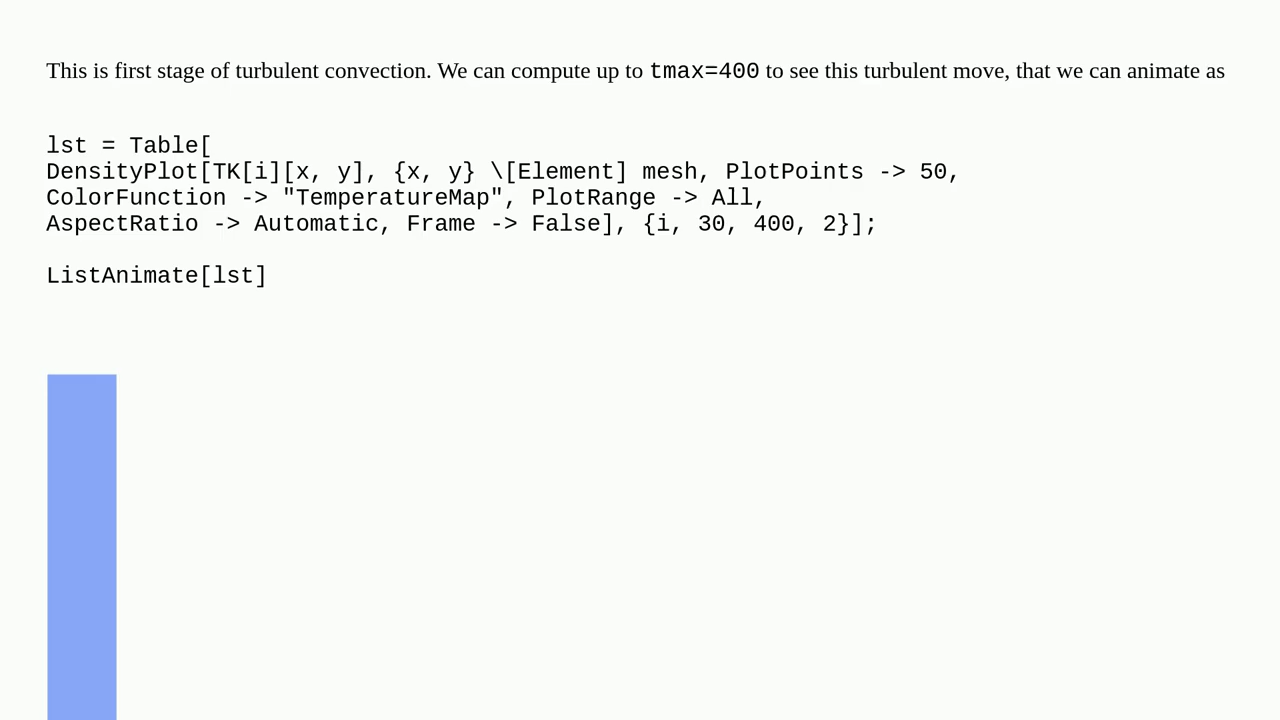 This is first stage of turbulent convection. We can compute up to tmax=400 to see this turbulent move, that we can animate as
lst = Table[
DensityPlot[TK[i][x, y], {x, y} \[Element] mesh, PlotPoints -> 50,
ColorFunction -> "TemperatureMap", PlotRange -> All,
AspectRatio -> Automatic, Frame -> False], {i, 30, 400, 2}];
ListAnimate[lst]